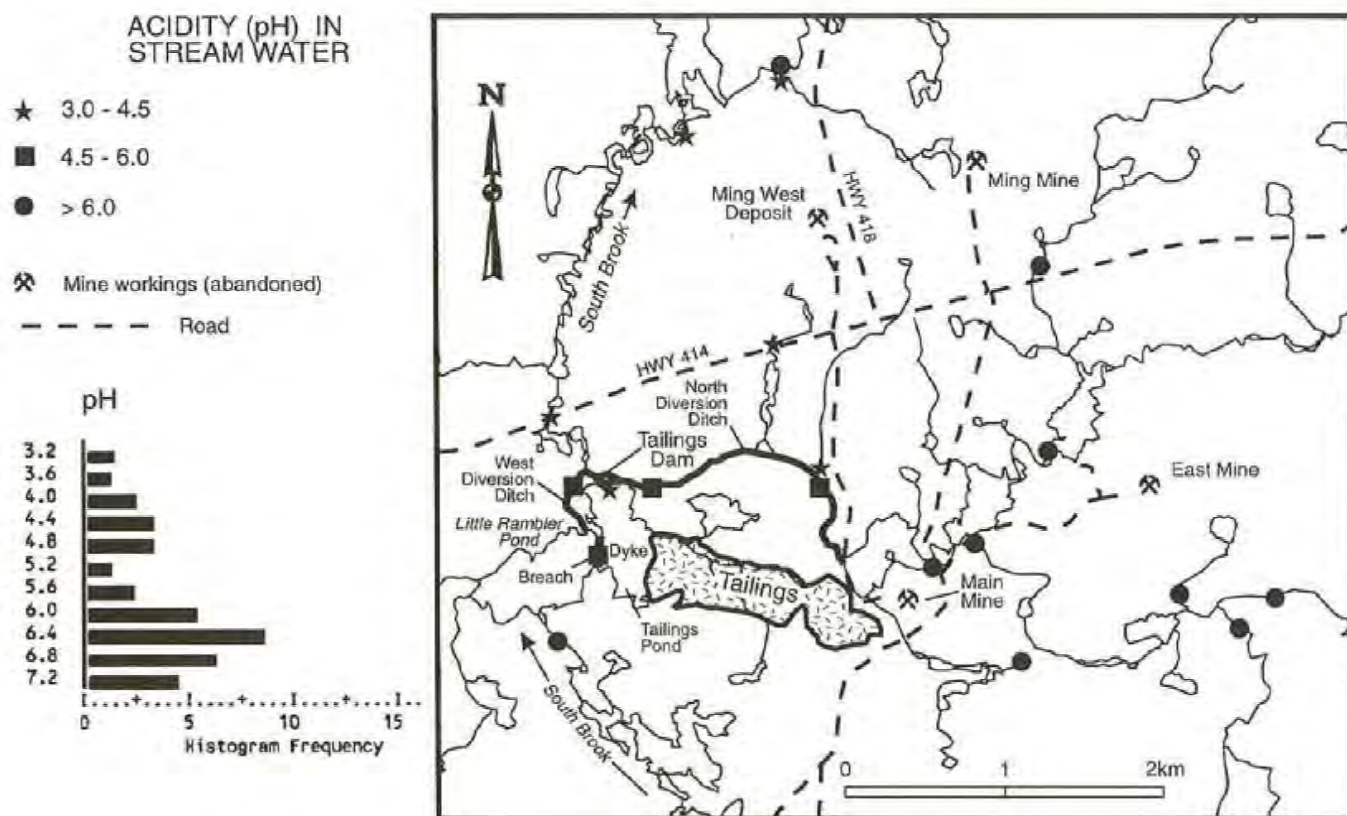 ACIDITY (pH) IN
STREAM WATER
3.0 - 4.5
4.5 - 6.0
> 6.0
Mine workings (abandoned)
Road
pH
3.2
3.6
4.0
4.4
4.8
5.2
5.6
6.0
6.4
6.8
7.2
0 5 10 15
Histogram Frequency
N
Ming Mine
Ming West
Deposit
HWY 418
South Brook
HWY 414
North
Diversion
Ditch
Tailings
Dam
West
Diversion
Ditch
East Mine
Little Rambler
Pond
Dyke
Breach
Tailings
Main
Mine
Tailings
Pond
South Brook
0 1 2km